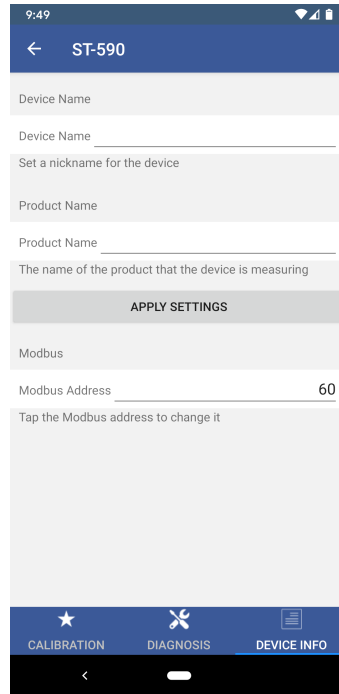 9:49
ST-590
Device Name
Device Name
Set a nickname for the device
Product Name
Product Name
The name of the product that the device is measuring
APPLY SETTINGS
Modbus
Modbus Address 60
Tap the Modbus address to change it
CALIBRATION DIAGNOSIS DEVICE INFO